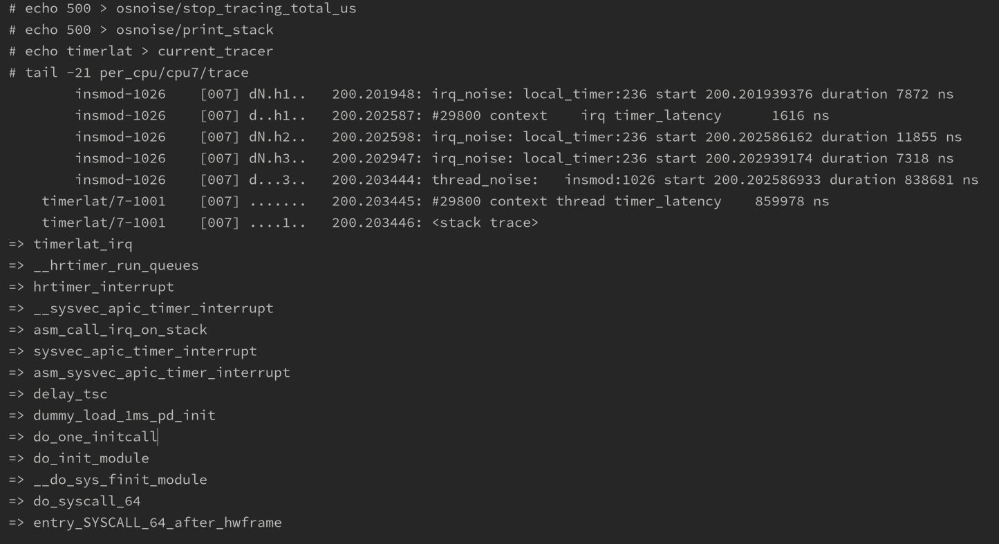 # echo 500 > osnoise/stop_tracing_total_us
# echo 500 > osnoise/print_stack
# echo timerlat > current_tracer
# tail -21 per_cpu/cpu7/trace
        insmod-1026    [007] dN.h1..   200.201948: irq_noise: local_timer:236 start 200.201939376 duration 7872 ns
        insmod-1026    [007] d..h1..   200.202587: #29800 context    irq timer_latency      1616 ns
        insmod-1026    [007] dN.h2..   200.202598: irq_noise: local_timer:236 start 200.202586162 duration 11855 ns
        insmod-1026    [007] dN.h3..   200.202947: irq_noise: local_timer:236 start 200.202939174 duration 7318 ns
        insmod-1026    [007] d...3..   200.203444: thread_noise:   insmod:1026 start 200.202586933 duration 838681 ns
    timerlat/7-1001    [007] .......   200.203445: #29800 context thread timer_latency    859978 ns
    timerlat/7-1001    [007] ....1..   200.203446: <stack trace>
=> timerlat_irq
=> __hrtimer_run_queues
=> hrtimer_interrupt
=> __sysvec_apic_timer_interrupt
=> asm_call_irq_on_stack
=> sysvec_apic_timer_interrupt
=> asm_sysvec_apic_timer_interrupt
=> delay_tsc
=> dummy_load_1ms_pd_init
=> do_one_initcall
=> do_init_module
=> __do_sys_finit_module
=> do_syscall_64
=> entry_SYSCALL_64_after_hwframe